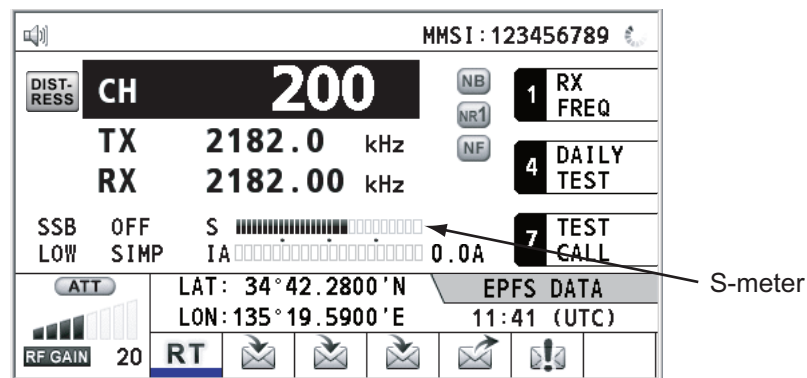 MMSI:123456789
DIST-
RESS
CH 200
TX 2182.0 kHz
RX 2182.00 kHz
NB
NR1
NF
1 RX
FREQ
4 DAILY
TEST
7 TEST
CALL
SSB OFF S
LOW SIMP IA 0.0A
S-meter
ATT
RF GAIN 20
LAT: 34°42.2800'N
LON:135°19.5900'E
EPFS DATA
11:41 (UTC)
RT